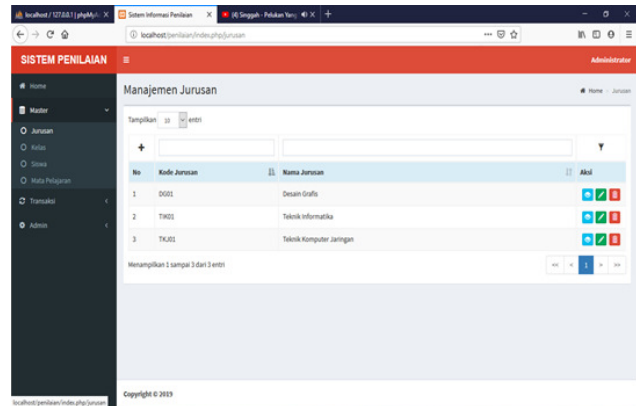 localhost / 127.0.0.1 | phpMyA
Sistem Informasi Penilaian
(4) Singgah - Pelukan Yang
localhost/penilaian/index.php/jurusan
SISTEM PENILAIAN
Administrator
Home
Manajemen Jurusan
Home
Jurusan
Master
Tampilkan 10 entri
Jurusan
Kelas
Siswa
Mata Pelajaran
Transaksi
Admin
No Kode Jurusan Nama Jurusan Aksi
1 DG01 Desain Grafis
2 TIK01 Teknik Informatika
3 TKJ01 Teknik Komputer Jaringan
Menampilkan 1 sampai 3 dari 3 entri
<< < 1 > >>
Copyright © 2019
localhost/penilaian/index.php/jurusan